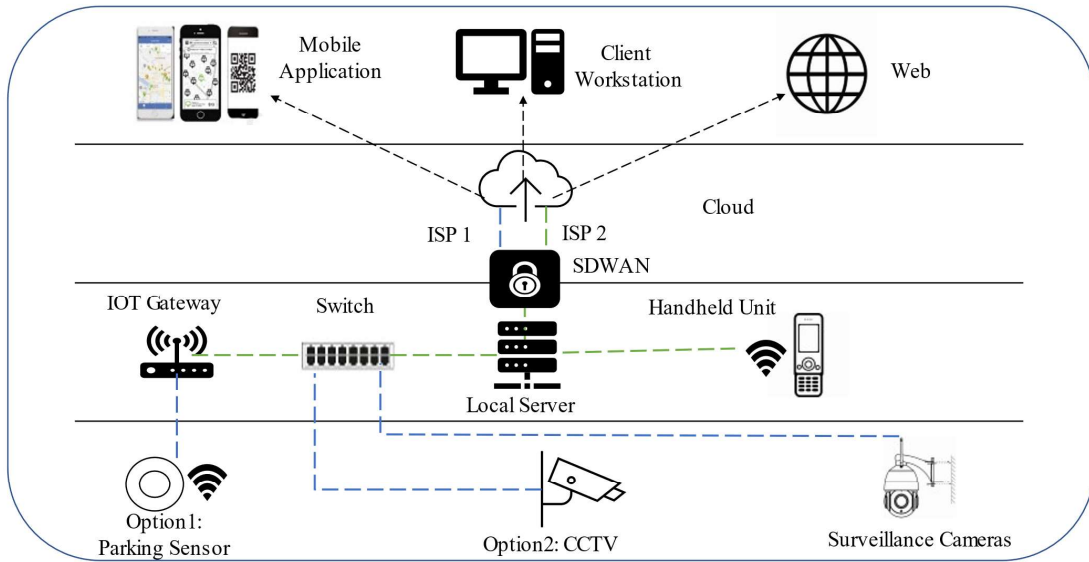 Mobile
Application
Client
Workstation
Web
Cloud
ISP 1
ISP 2
SDWAN
IOT Gateway
Switch
Handheld Unit
Local Server
Option1:
Parking Sensor
Option2: CCTV
Surveillance Cameras